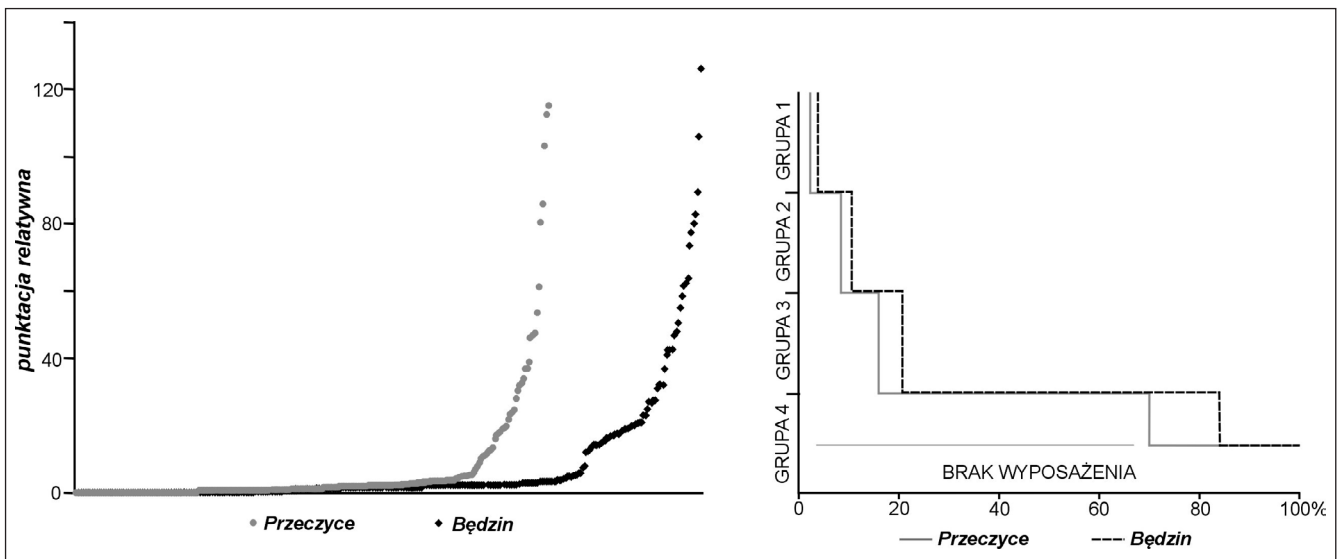 punktacja relatywna
120
80
40
0
Przeczyce
Będzin
GRUPA 1
GRUPA 2
GRUPA 3
GRUPA 4
BRAK WYPOSAŻENIA
0
20
40
60
80
100%
Przeczyce
Będzin